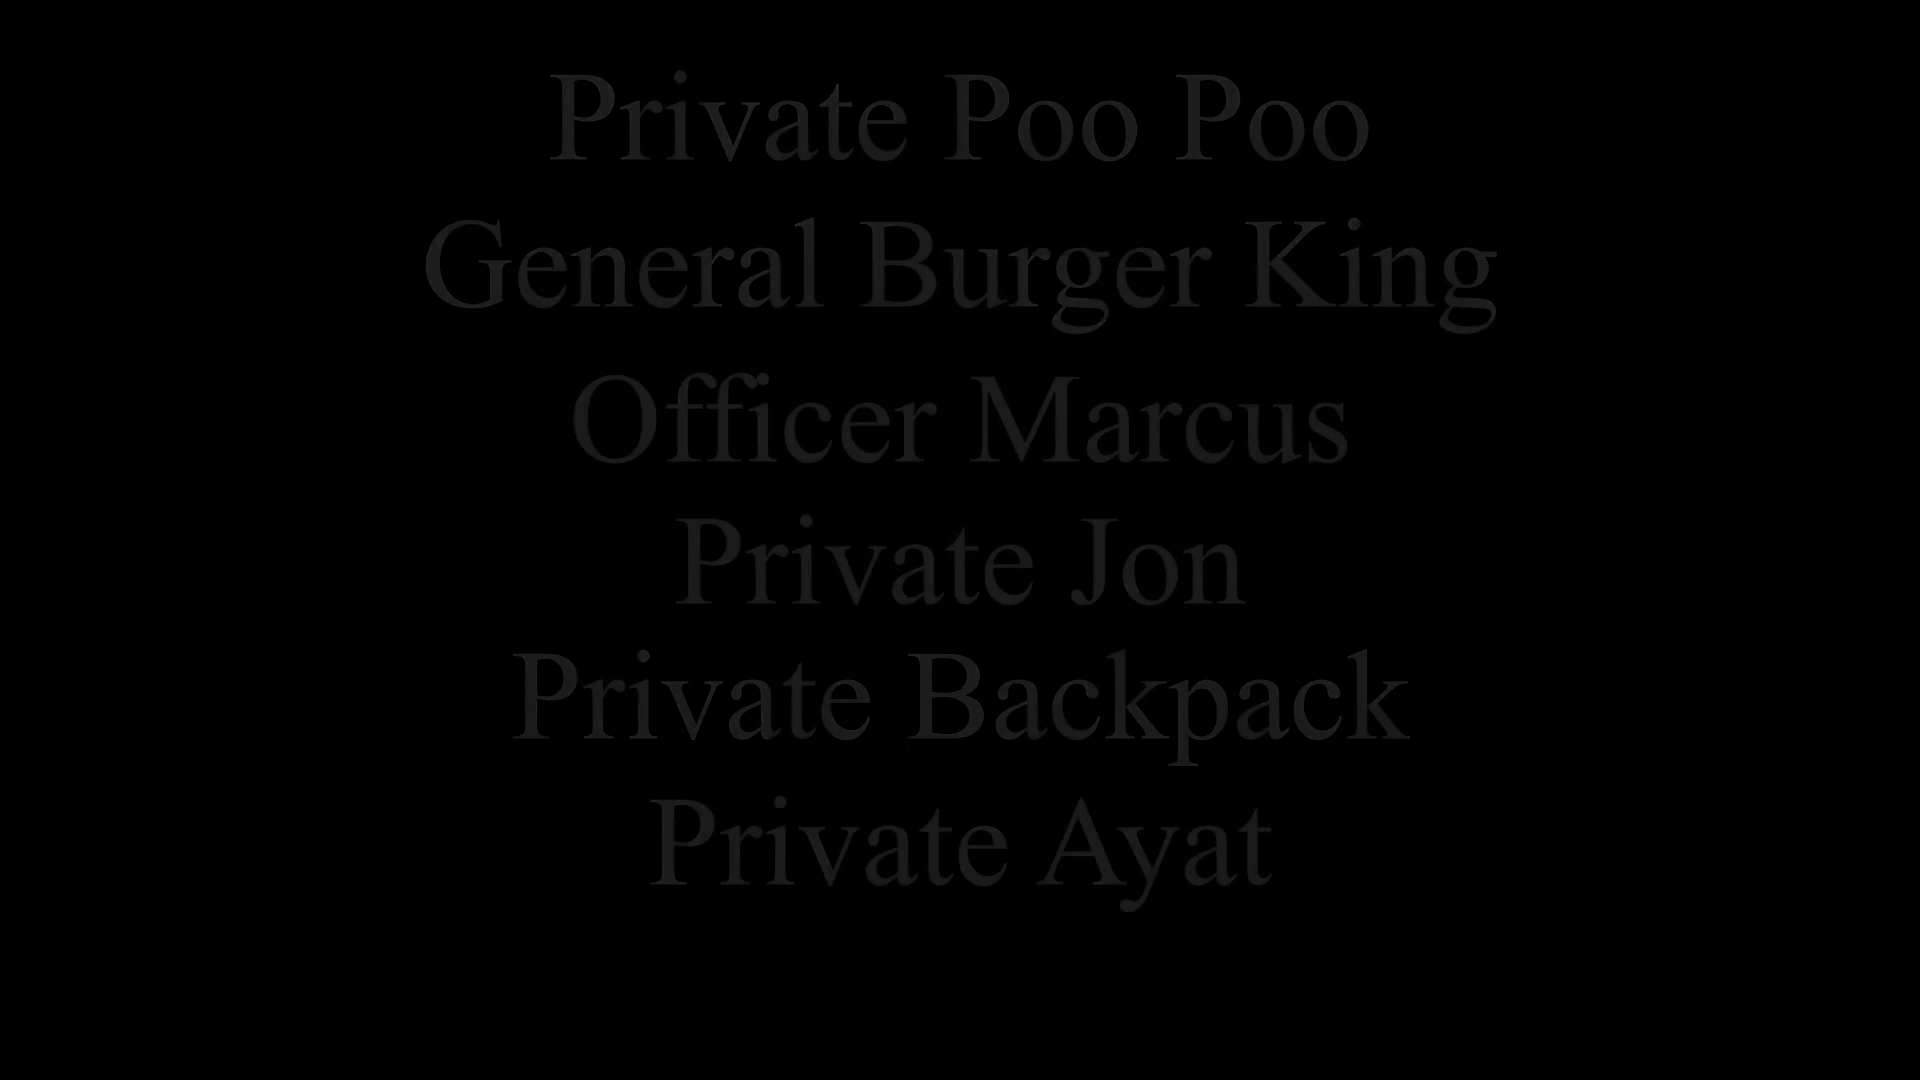 Private Poo Poo
General Burger King
Officer Marcus
Private Jon
Private Backpack
Private Ayat